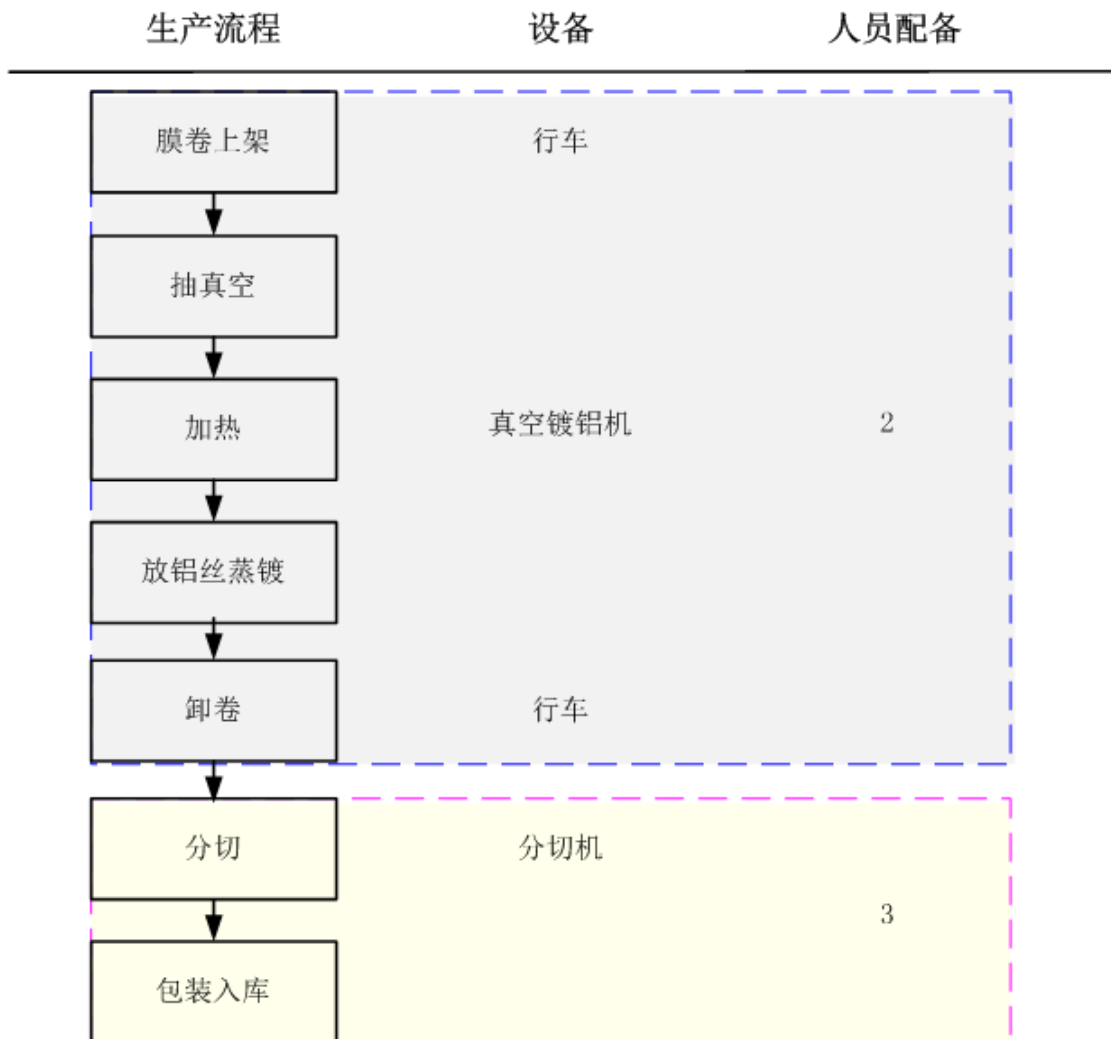 生产流程 设备 人员配备
膜卷上架 行车
抽真空
加热 真空镀铝机 2
放铝丝蒸镀
卸卷 行车
分切 分切机
3
包装入库